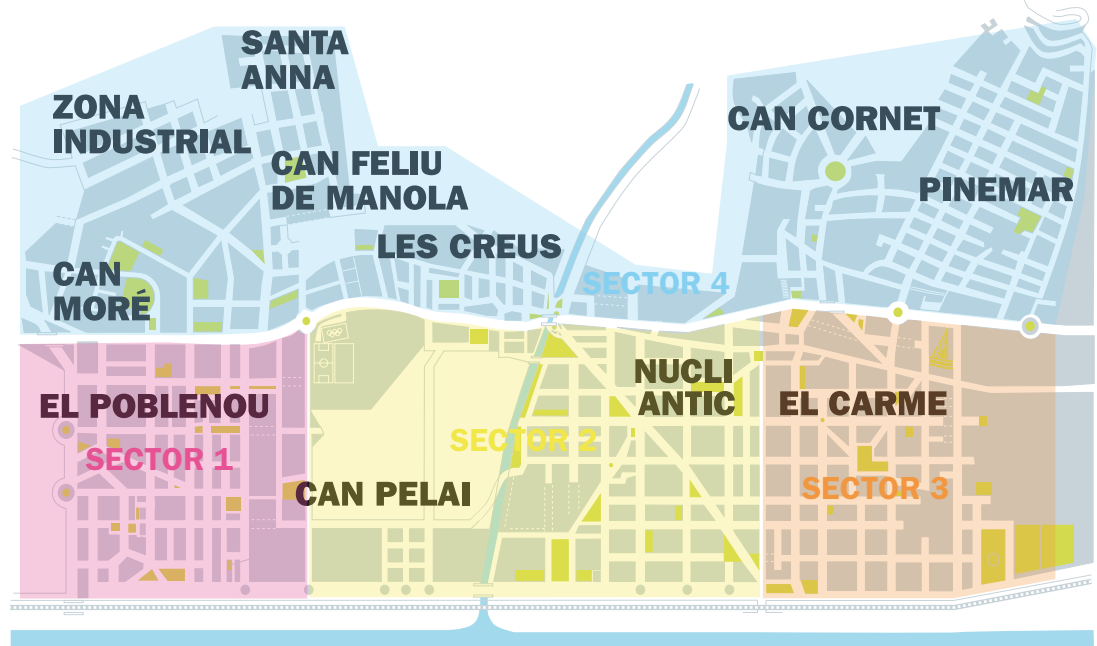 SANTA
ANNA
ZONA
INDUSTRIAL
CAN FELIU
DE MANOLA
LES CREUS
CAN
MORÉ
CAN CORNET
PINEMAR
SECTOR 4
EL POBLENOU
SECTOR 1
SECTOR 2
CAN PELAI
NUCLI
ANTIC
EL CARME
SECTOR 3